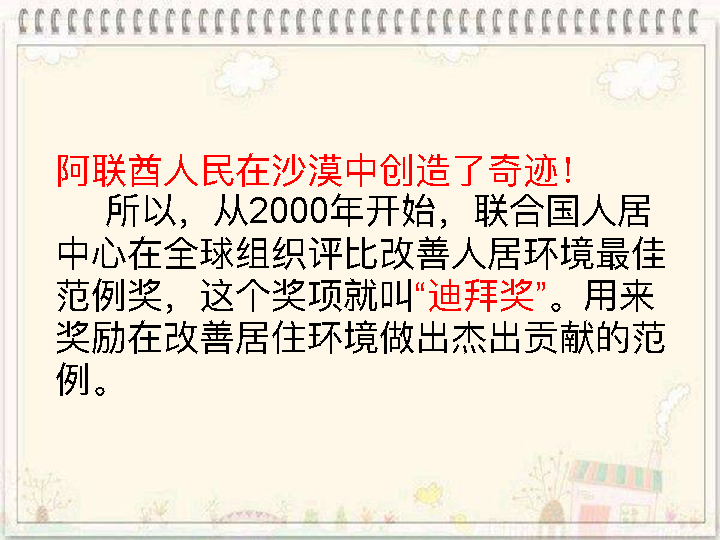 阿联酋人民在沙漠中创造了奇迹！
所以，从2000年开始，联合国人居
中心在全球组织评比改善人居环境最佳
范例奖，这个奖项就叫“迪拜奖”。用来
奖励在改善居住环境做出杰出贡献的范
例。